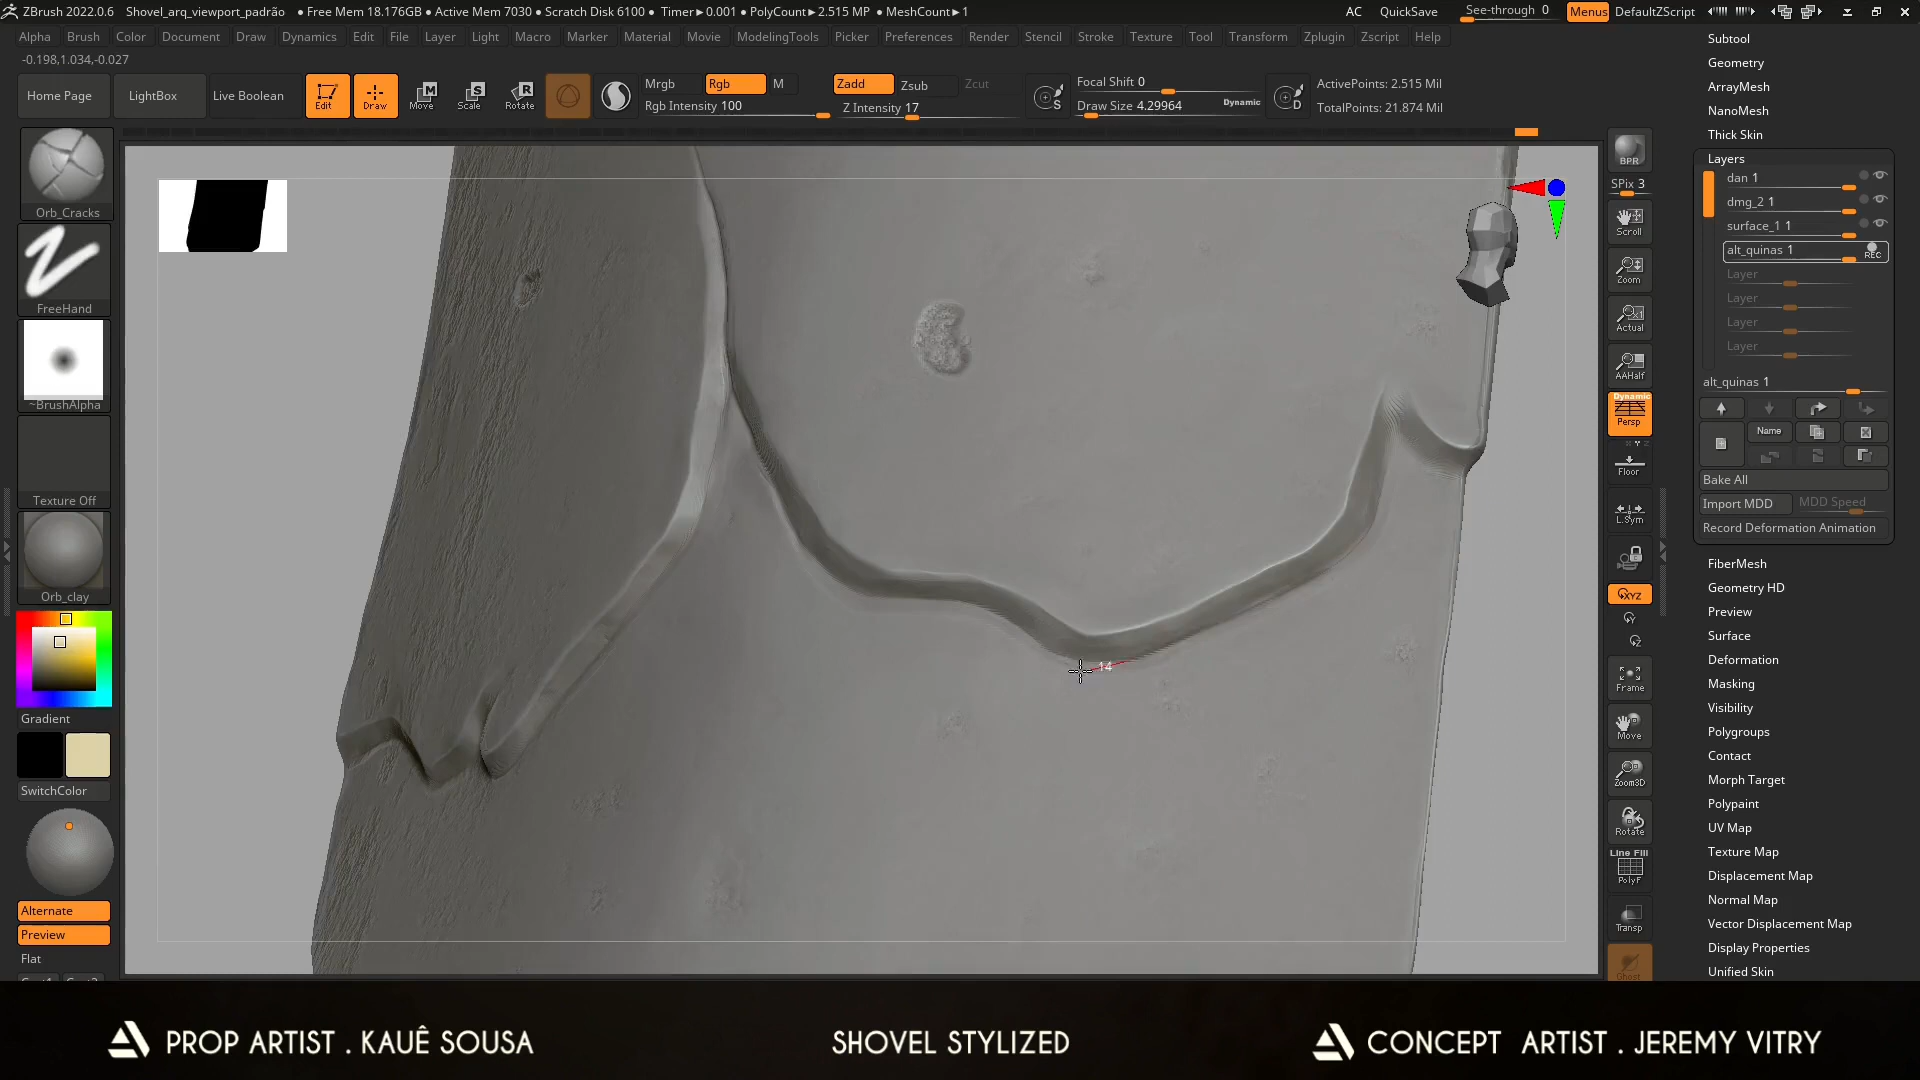 ZBrush 2022.0.6 Shovel_arq_viewport_padrão • Free Mem 18.176GB • Active Mem 7030 • Scratch Disk 6100 • Timer►0.001 • PolyCount►2.515 MP • MeshCount►1 AC QuickSave See-through 0 Menus DefaultZScript
Alpha Brush Color Document Draw Dynamics Edit File Layer Light Macro Marker Material Movie ModelingTools Picker Preferences Render Stencil Stroke Texture Tool Transform Zplugin Zscript Help
-0.198,1.034,-0.027
Home Page LightBox Live Boolean Edit Draw Move Scale Rotate
Mrgb Rgb M
Rgb Intensity 100
Zadd Zsub Zcut
Z Intensity 17
Focal Shift 0
Draw Size 4.29964 Dynamic
ActivePoints: 2.515 Mil
TotalPoints: 21.874 Mil
Orb_Cracks
FreeHand
~BrushAlpha
Texture Off
Orb_clay
Gradient
SwitchColor
Alternate
Preview
Flat
14
BPR
SPix 3
Scroll
Zoom
Actual
AAHalf
Dynamic
Persp
Floor
L.Sym
XYZ
Frame
Move
Zoom3D
Rotate
Line Fill
PolyF
Transp
Ghost
Subtool
Geometry
ArrayMesh
NanoMesh
Thick Skin
Layers
dan 1
dmg_2 1
surface_1 1
alt_quinas 1 REC
Layer
Layer
Layer
Layer
alt_quinas 1
Name
Bake All
Import MDD MDD Speed
Record Deformation Animation
FiberMesh
Geometry HD
Preview
Surface
Deformation
Masking
Visibility
Polygroups
Contact
Morph Target
Polypaint
UV Map
Texture Map
Displacement Map
Normal Map
Vector Displacement Map
Display Properties
Unified Skin
PROP ARTIST . KAUÊ SOUSA SHOVEL STYLIZED CONCEPT ARTIST . JEREMY VITRY